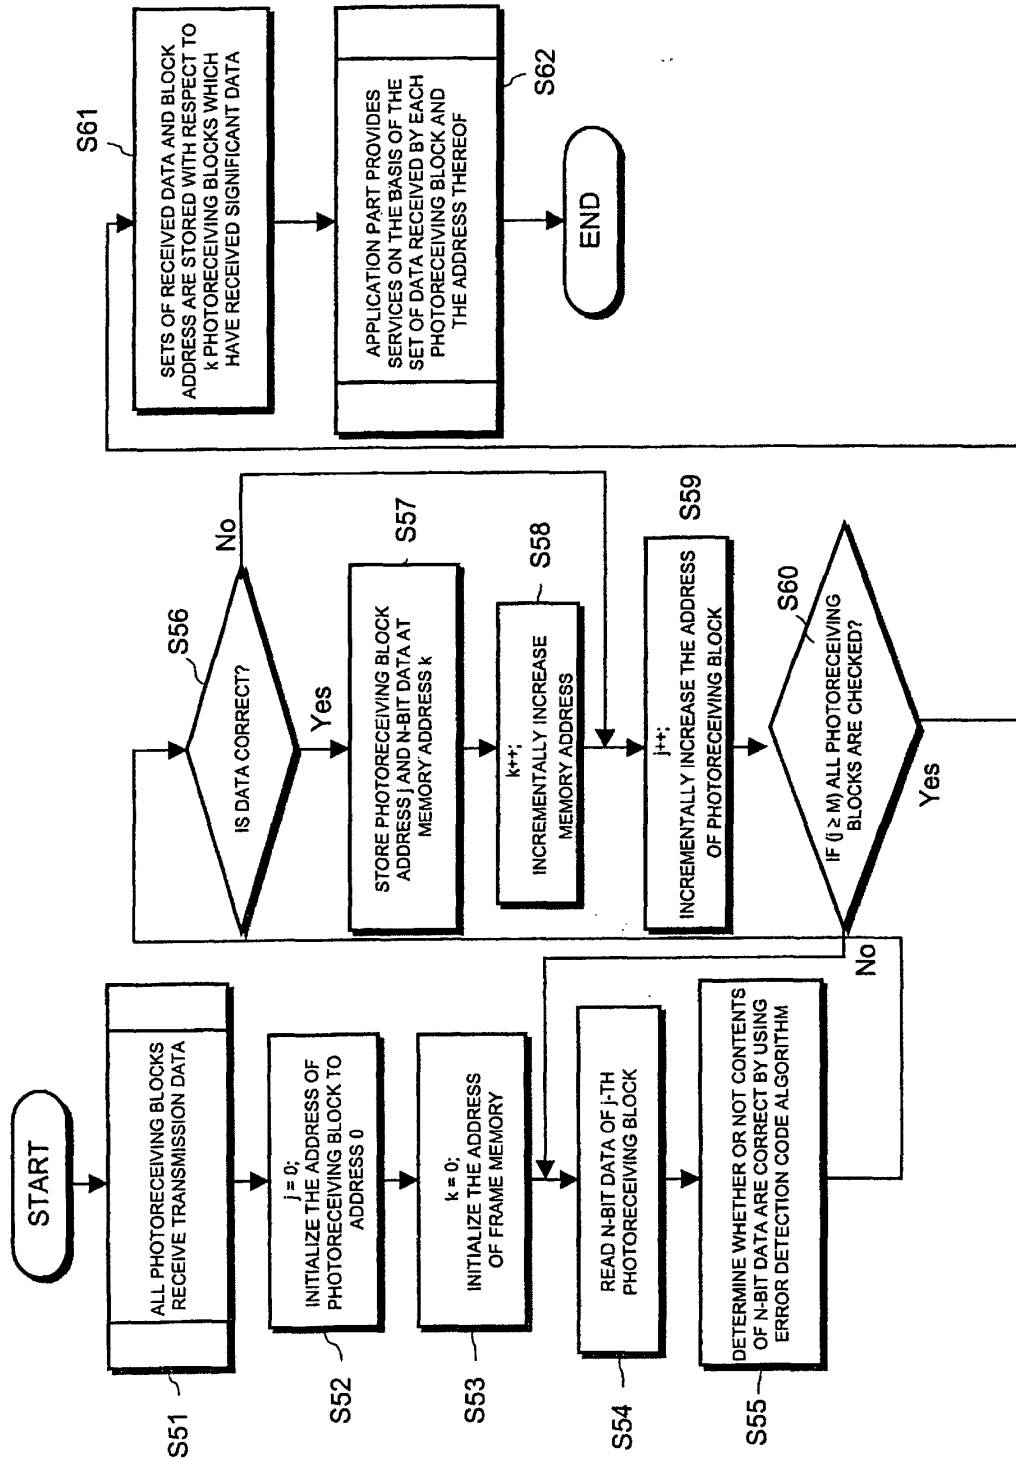 START
S51
ALL PHOTORECEIVING BLOCKS
RECEIVE TRANSMISSION DATA
S52
j = 0;
INITIALIZE THE ADDRESS OF
PHOTORECEIVING BLOCK TO
ADDRESS 0
S53
k = 0;
INITIALIZE THE ADDRESS
OF FRAME MEMORY
S54
READ N-BIT DATA OF j-TH
PHOTORECEIVING BLOCK
S55
DETERMINE WHETHER OR NOT CONTENTS
OF N-BIT DATA ARE CORRECT BY USING
ERROR DETECTION CODE ALGORITHM
S56
IS DATA CORRECT?
No
Yes
S57
STORE PHOTORECEIVING BLOCK
ADDRESS j AND N-BIT DATA AT
MEMORY ADDRESS k
S58
k++;
INCREMENTALLY INCREASE
MEMORY ADDRESS
S59
j++;
INCREMENTALLY INCREASE THE ADDRESS
OF PHOTORECEIVING BLOCK
S60
IF (j ≥ M) ALL PHOTORECEIVING
BLOCKS ARE CHECKED?
No
Yes
S61
SETS OF RECEIVED DATA AND BLOCK
ADDRESS ARE STORED WITH RESPECT TO
k PHOTORECEIVING BLOCKS WHICH
HAVE RECEIVED SIGNIFICANT DATA
S62
APPLICATION PART PROVIDES
SERVICES ON THE BASIS OF THE
SET OF DATA RECEIVED BY EACH
PHOTORECEIVING BLOCK AND
THE ADDRESS THEREOF
END